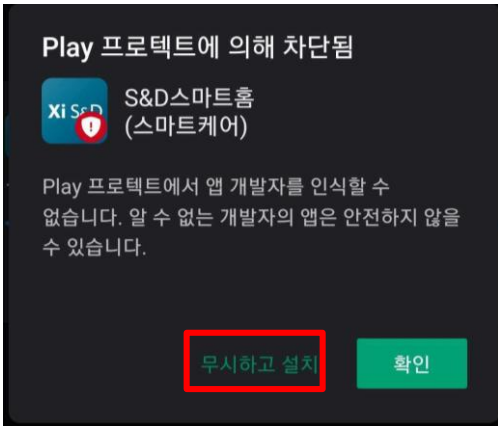 Play 프로텍트에 의해 차단됨
Xi S&D
S&D스마트홈
(스마트케어)
Play 프로텍트에서 앱 개발자를 인식할 수
없습니다. 알 수 없는 개발자의 앱은 안전하지 않을
수 있습니다.
무시하고 설치
확인